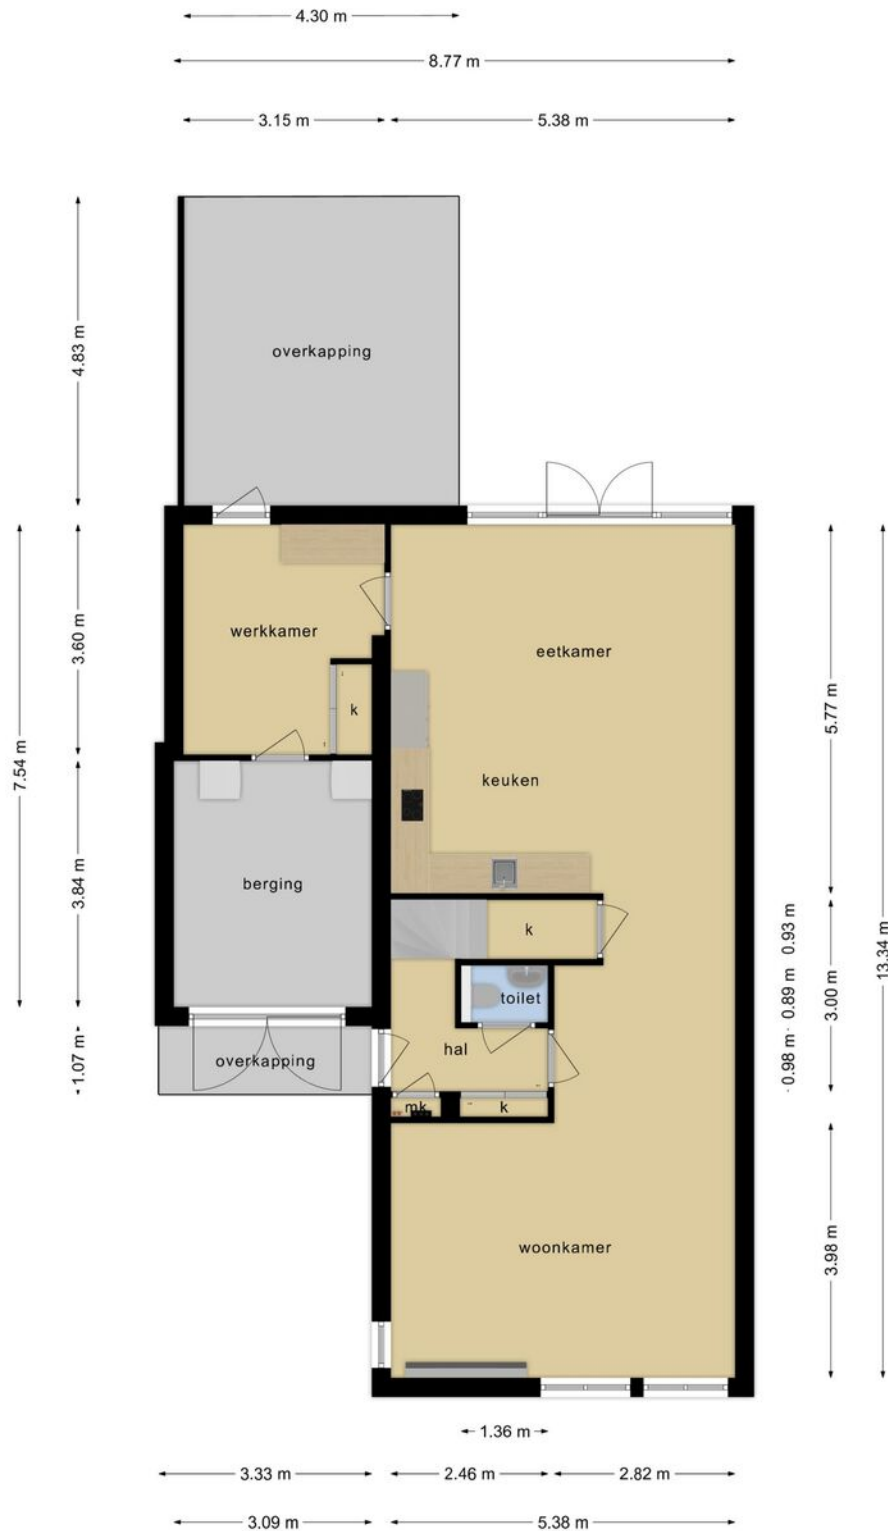 4.30 m
8.77 m
3.15 m
5.38 m
4.83 m
overkapping
3.60 m
7.54 m
werkkamer
eetkamer
5.77 m
k
keuken
3.84 m
berging
k
0.93 m
13.34 m
toilet
0.89 m
3.00 m
hal
overkapping
1.07 m
0.98 m
mk
k
woonkamer
3.98 m
1.36 m
3.33 m
2.46 m
2.82 m
3.09 m
5.38 m